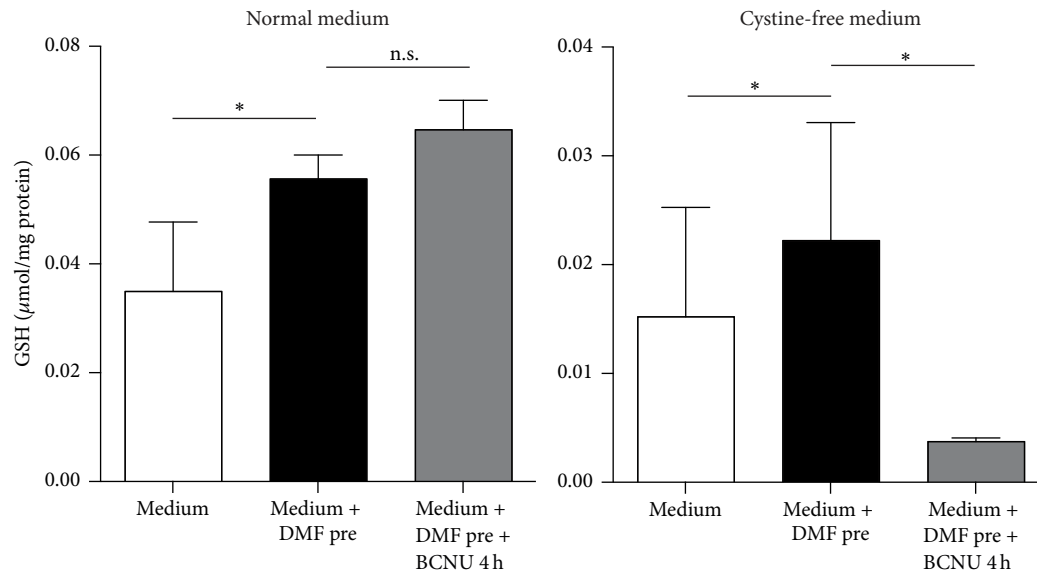 Normal medium
GSH (μmol/mg protein)
0.08
0.06
0.04
0.02
0.00
*
n.s.
Medium
Medium +
DMF pre
Medium +
DMF pre +
BCNU 4 h
Cystine-free medium
0.04
0.03
0.02
0.01
0.00
*
*
Medium
Medium +
DMF pre
Medium +
DMF pre +
BCNU 4 h